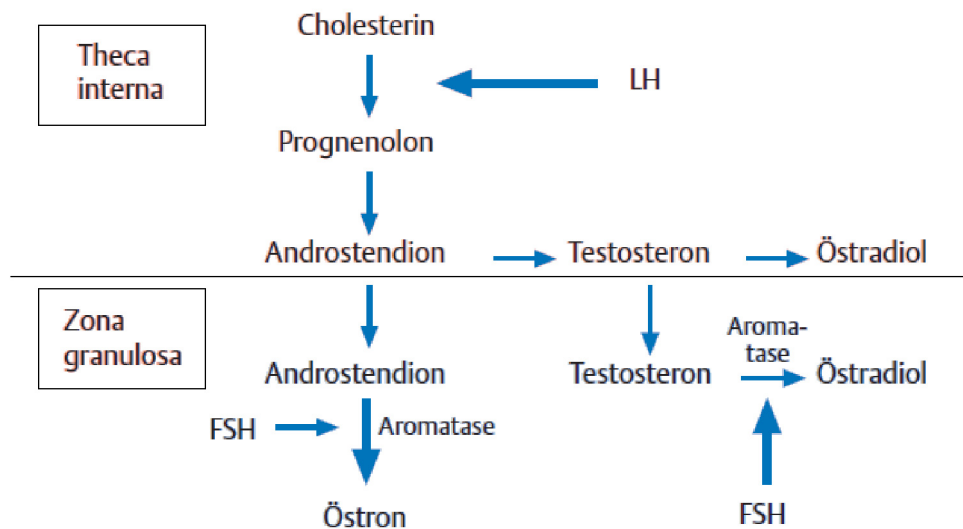 Cholesterin
Theca
interna
LH
Prognenolon
Androstendion
Testosteron
Östradiol
Zona
granulosa
Aroma-
tase
Androstendion
Testosteron
Östradiol
FSH
Aromatase
Östron
FSH